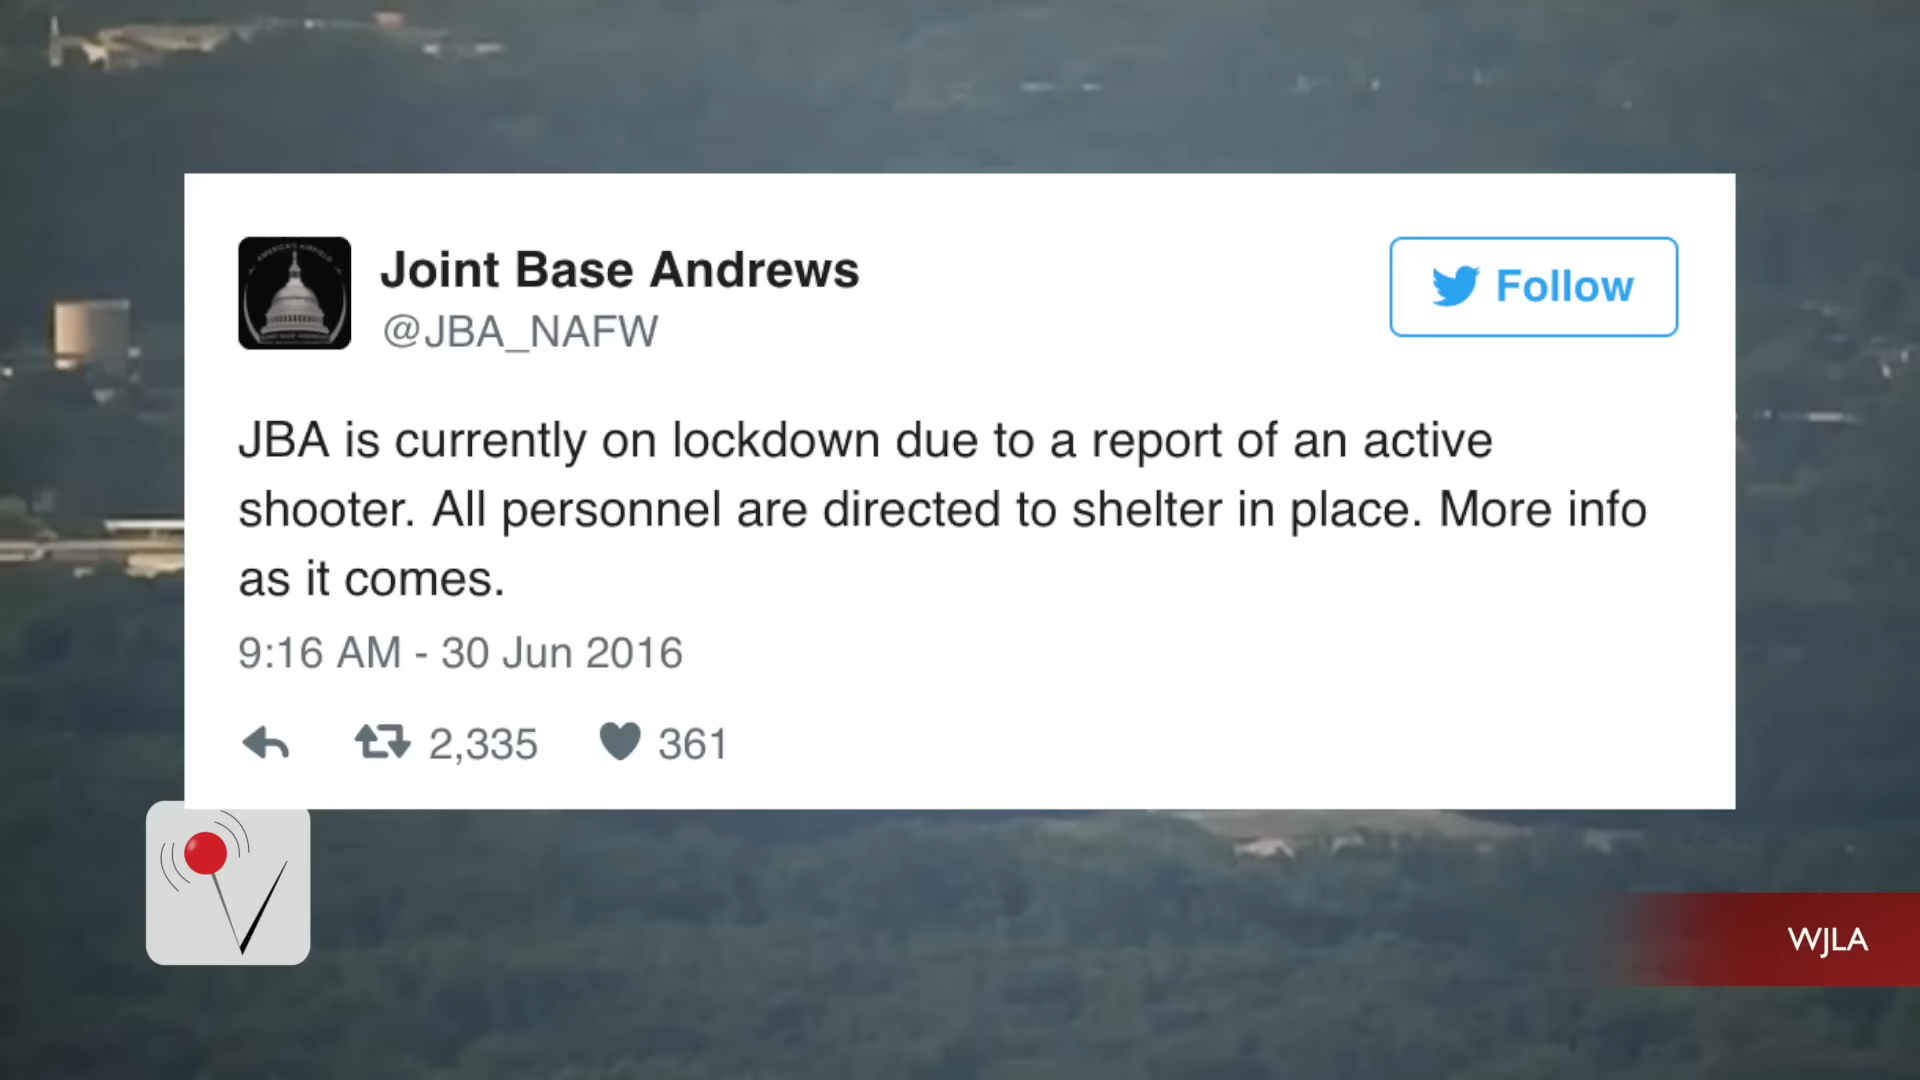 Joint Base Andrews
@JBA_NAFW
Follow
JBA is currently on lockdown due to a report of an active
shooter. All personnel are directed to shelter in place. More info
as it comes.
9:16 AM - 30 Jun 2016
2,335 361
WJLA